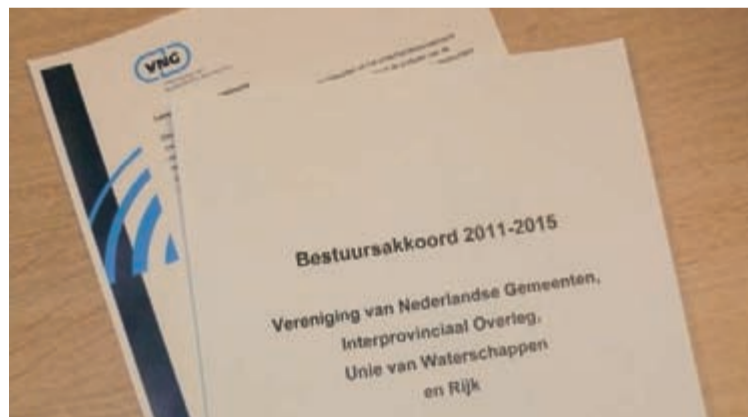 VNG
Bestuursakkoord 2011-2015
Vereniging van Nederlandse Gemeenten,
Interprovinciaal Overleg,
Unie van Waterschappen
en Rijk